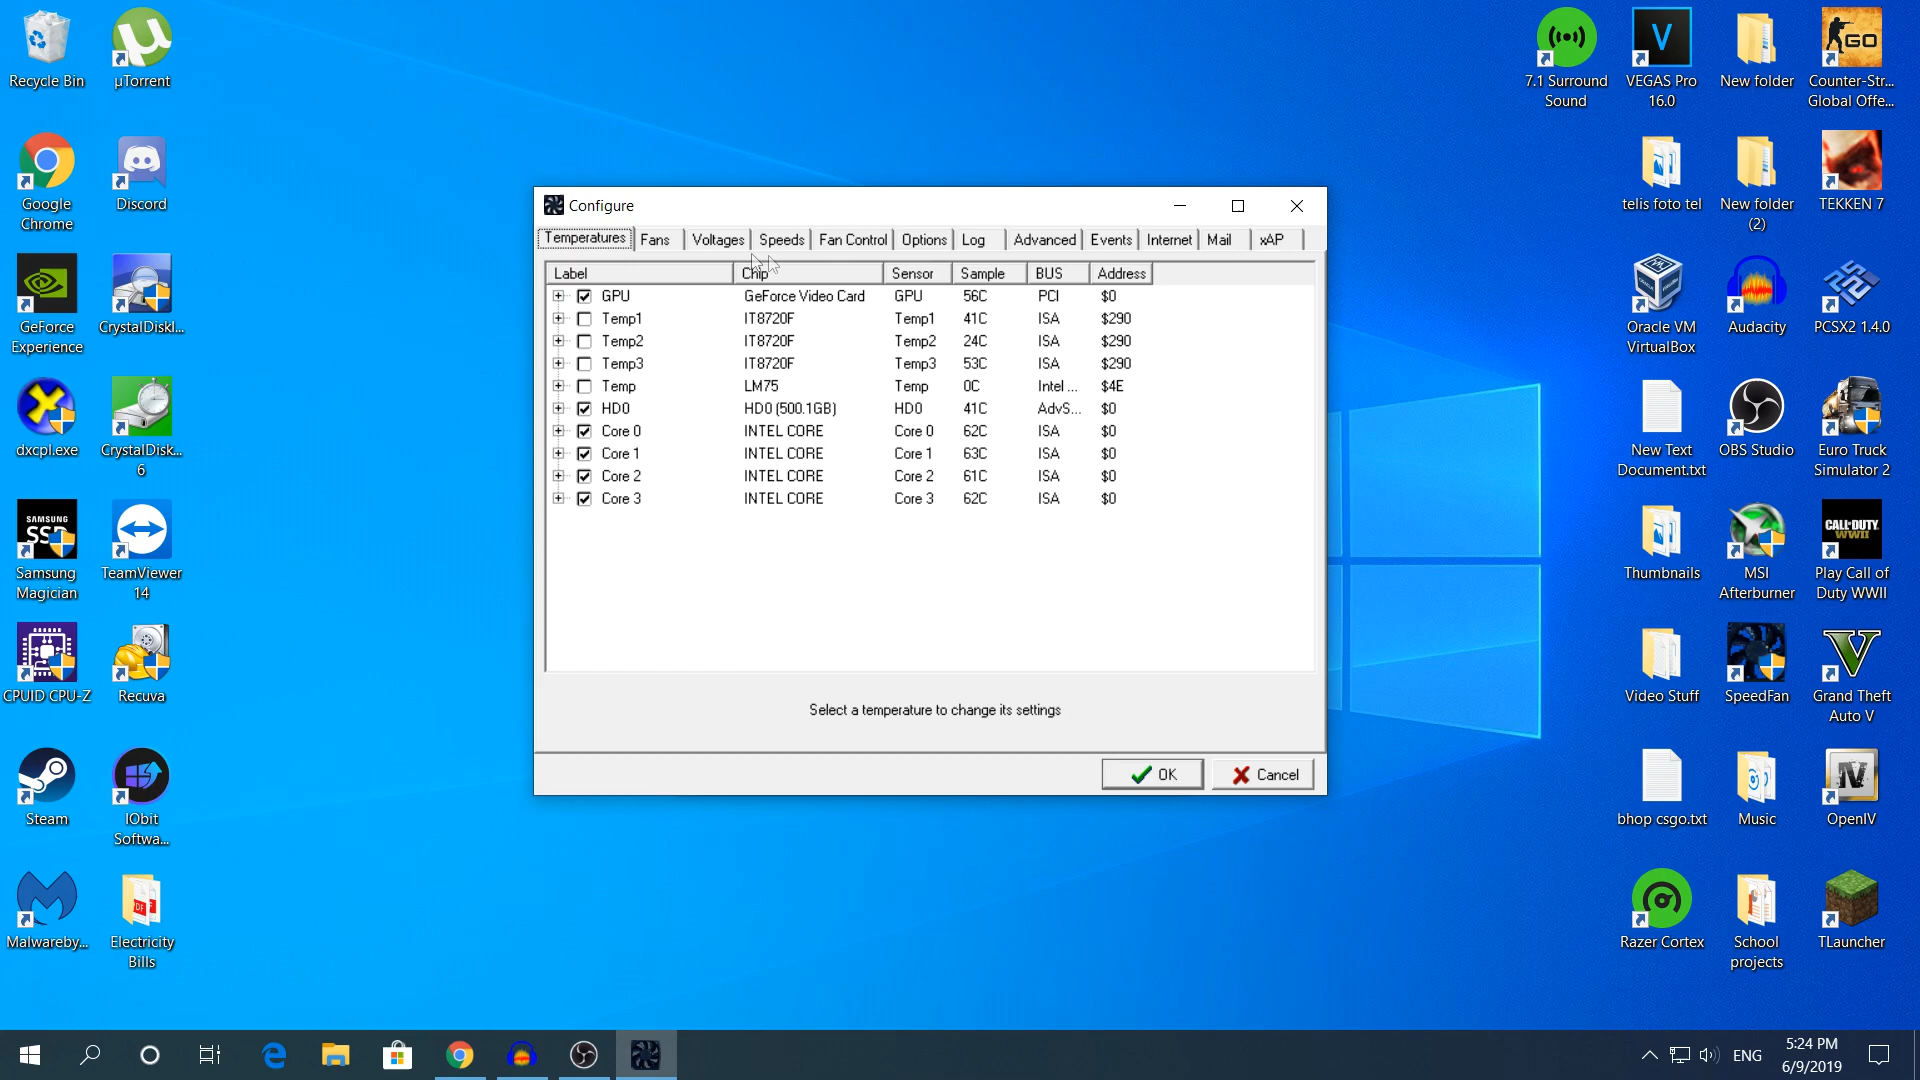 Recycle Bin
µTorrent
Google
Chrome
Discord
GeForce
Experience
CrystalDiskI...
dxcpl.exe
CrystalDisk...
6
SAMSUNG
SSD
Samsung
Magician
TeamViewer
14
CPUID CPU-Z
Recuva
Steam
IObit
Softwa...
Malwareby...
PDF
Electricity
Bills
Configure
Temperatures
Fans
Voltages
Speeds
Fan Control
Options
Log
Advanced
Events
Internet
Mail
xAP
Label Chip Sensor Sample BUS Address
GPU GeForce Video Card GPU 56C PCI $0
Temp1 IT8720F Temp1 41C ISA $290
Temp2 IT8720F Temp2 24C ISA $290
Temp3 IT8720F Temp3 53C ISA $290
Temp LM75 Temp 0C Intel ... $4E
HD0 HD0 (500.1GB) HD0 41C AdvS... $0
Core 0 INTEL CORE Core 0 62C ISA $0
Core 1 INTEL CORE Core 1 63C ISA $0
Core 2 INTEL CORE Core 2 61C ISA $0
Core 3 INTEL CORE Core 3 62C ISA $0
Select a temperature to change its settings
OK
Cancel
7.1 Surround
Sound
V
VEGAS Pro
16.0
New folder
GO
Counter-Str...
Global Offe...
telis foto tel
New folder
(2)
TEKKEN 7
Oracle VM
VirtualBox
Audacity
PCSX2 1.4.0
New Text
Document.txt
OBS Studio
Euro Truck
Simulator 2
Thumbnails
MSI
Afterburner
CALL·DUTY
WWII
Play Call of
Duty WWII
Video Stuff
SpeedFan
V
Grand Theft
Auto V
bhop csgo.txt
Music
IV
OpenIV
Razer Cortex
School
projects
TLauncher
ENG
5:24 PM
6/9/2019